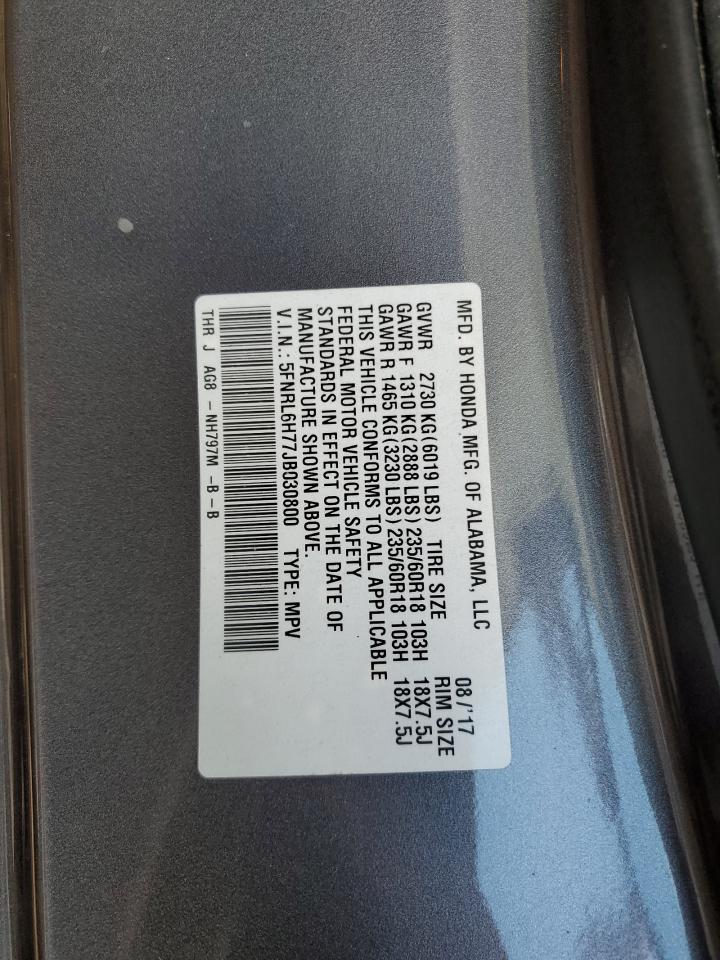 MFD. BY HONDA MFG. OF ALABAMA, LLC 08/'17
GVWR 2730 KG(6019 LBS) TIRE SIZE RIM SIZE
GAWR F 1310 KG(2888 LBS)235/60R18 103H 18X7.5J
GAWR R 1465 KG(3230 LBS)235/60R18 103H 18X7.5J
THIS VEHICLE CONFORMS TO ALL APPLICABLE
FEDERAL MOTOR VEHICLE SAFETY
STANDARDS IN EFFECT ON THE DATE OF
MANUFACTURE SHOWN ABOVE.
V.I.N.: 5FNRL6H77JB030800 TYPE: MPV
THR J AG8 - NH797M -B-B